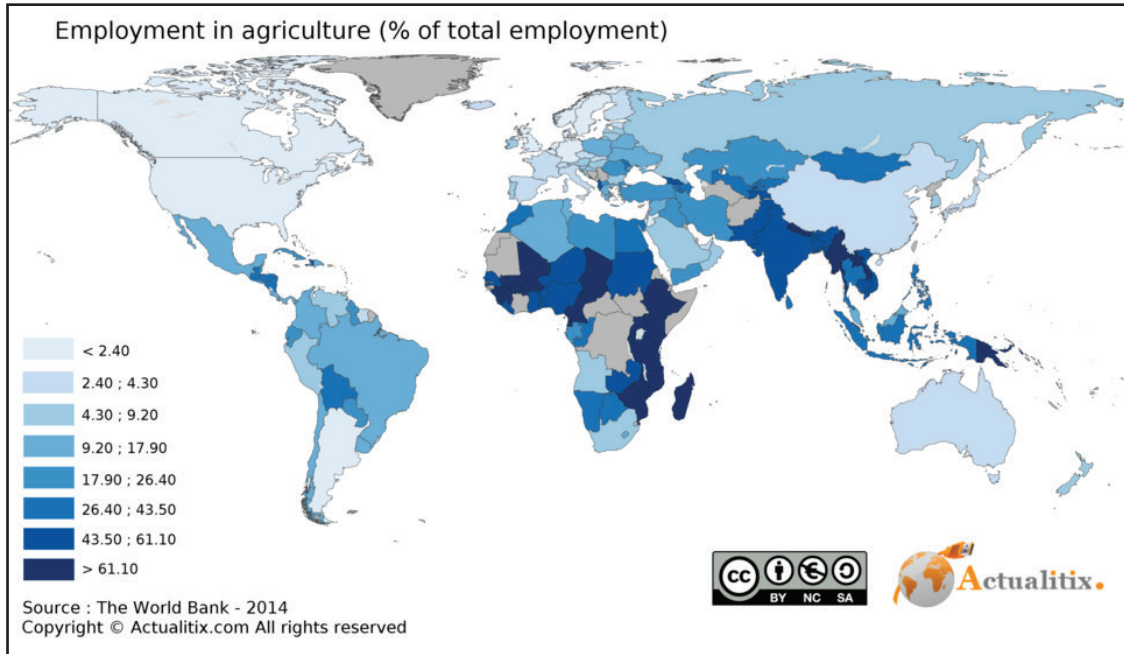 Employment in agriculture (% of total employment)
< 2.40
2.40 ; 4.30
4.30 ; 9.20
9.20 ; 17.90
17.90 ; 26.40
26.40 ; 43.50
43.50 ; 61.10
> 61.10
Source : The World Bank - 2014
Copyright © Actualitix.com All rights reserved
cc
BY NC SA
Actualitix.